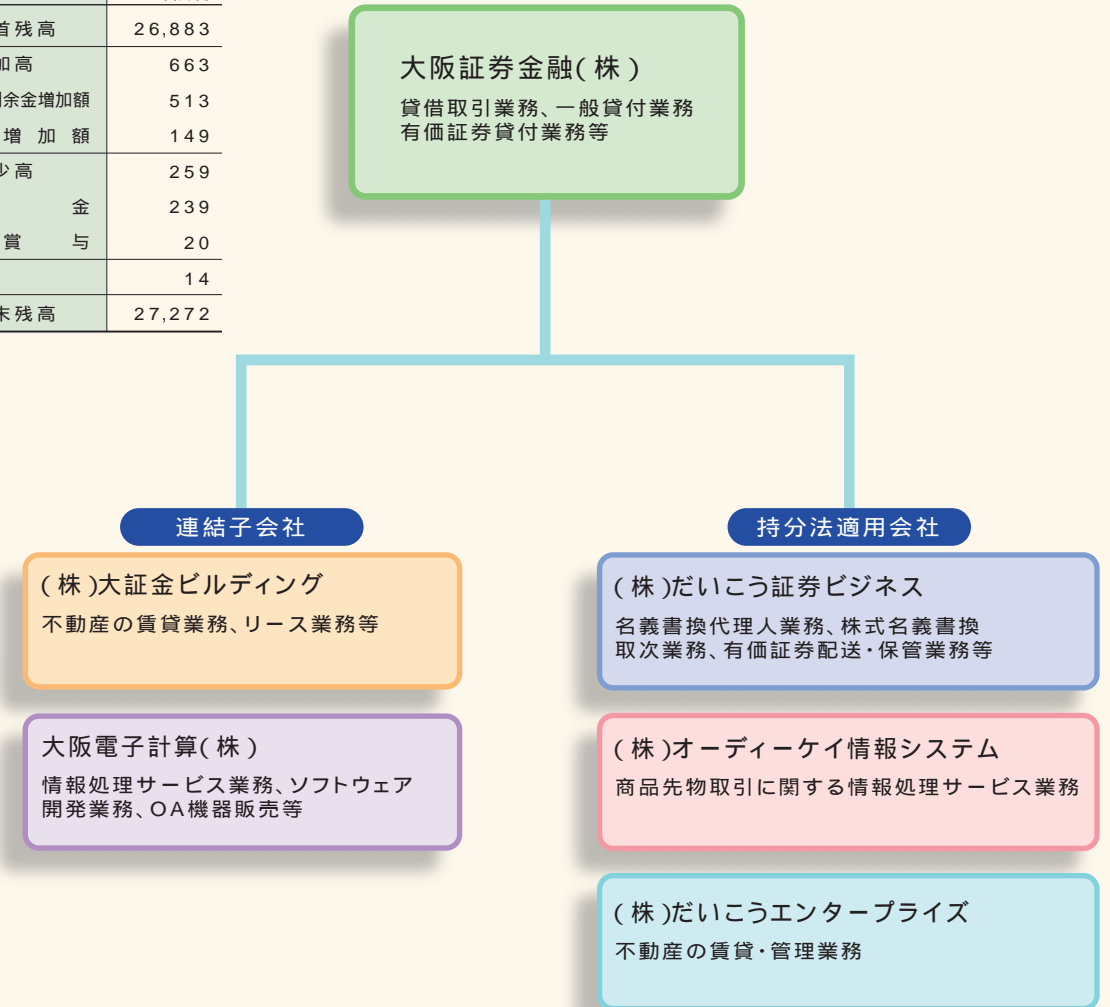 首残高 26,883
加高 663
余金増加額 513
増加額 149
少高 259
金 239
賞与 20
14
末残高 27,272
大阪証券金融(株)
貸借取引業務、一般貸付業務
有価証券貸付業務等
連結子会社
(株)大証金ビルディング
不動産の賃貸業務、リース業務等
大阪電子計算(株)
情報処理サービス業務、ソフトウェア
開発業務、OA機器販売等
持分法適用会社
(株)だいこう証券ビジネス
名義書換代理人業務、株式名義書換
取次業務、有価証券配送・保管業務等
(株)オーディーケイ情報システム
商品先物取引に関する情報処理サービス業務
(株)だいこうエンタープライズ
不動産の賃貸・管理業務